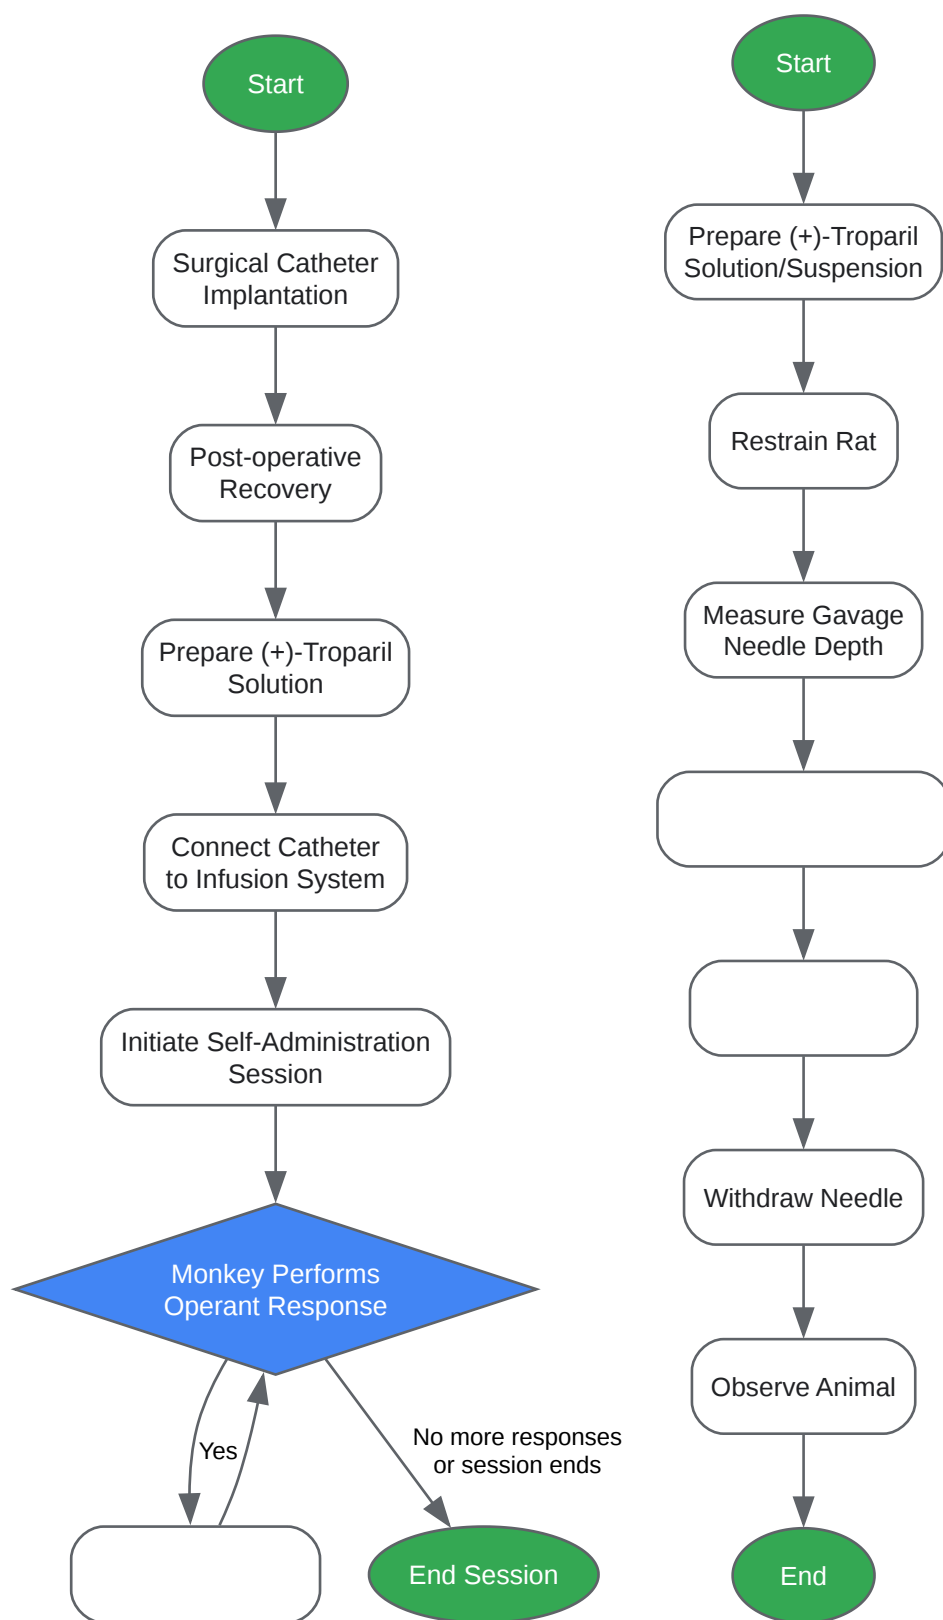 Start
Surgical Catheter
Implantation
Post-operative
Recovery
Prepare (+)-Troparil
Solution
Connect Catheter
to Infusion System
Initiate Self-Administration
Session
Monkey Performs
Operant Response
Yes
No more responses
or session ends
End Session
Start
Prepare (+)-Troparil
Solution/Suspension
Restrain Rat
Measure Gavage
Needle Depth
Withdraw Needle
Observe Animal
End